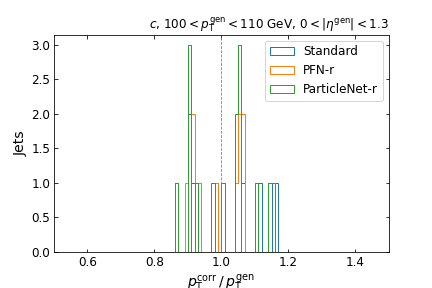 c, 100 < p_T^gen < 110 GeV, 0 < |η^gen| < 1.3
Standard
PFN-r
ParticleNet-r
Jets
3.0
2.5
2.0
1.5
1.0
0.5
0.0
0.6 0.8 1.0 1.2 1.4
p_T^corr / p_T^gen